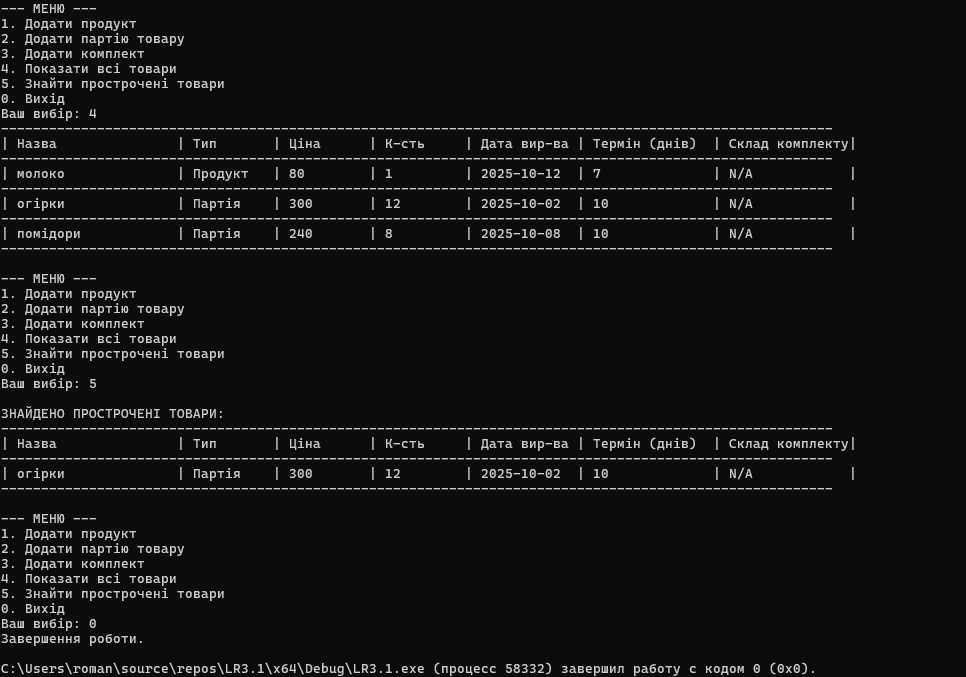 --- МЕНЮ ---
1. Додати продукт
2. Додати партію товару
3. Додати комплект
4. Показати всі товари
5. Знайти прострочені товари
0. Вихід
Ваш вибір: 4
--------------------------------------------------------------------------------------------------------
| Назва                | Тип       | Ціна      | К-сть     | Дата вир-ва | Термін (днів)  | Склад комплекту|
--------------------------------------------------------------------------------------------------------
| молоко               | Продукт   | 80        | 1         | 2025-10-12  | 7              | N/A            |
--------------------------------------------------------------------------------------------------------
| огірки               | Партія    | 300       | 12        | 2025-10-02  | 10             | N/A            |
--------------------------------------------------------------------------------------------------------
| помідори             | Партія    | 240       | 8         | 2025-10-08  | 10             | N/A            |
--------------------------------------------------------------------------------------------------------

--- МЕНЮ ---
1. Додати продукт
2. Додати партію товару
3. Додати комплект
4. Показати всі товари
5. Знайти прострочені товари
0. Вихід
Ваш вибір: 5

ЗНАЙДЕНО ПРОСТРОЧЕНІ ТОВАРИ:
--------------------------------------------------------------------------------------------------------
| Назва                | Тип       | Ціна      | К-сть     | Дата вир-ва | Термін (днів)  | Склад комплекту|
--------------------------------------------------------------------------------------------------------
| огірки               | Партія    | 300       | 12        | 2025-10-02  | 10             | N/A            |
--------------------------------------------------------------------------------------------------------

--- МЕНЮ ---
1. Додати продукт
2. Додати партію товару
3. Додати комплект
4. Показати всі товари
5. Знайти прострочені товари
0. Вихід
Ваш вибір: 0
Завершення роботи.

C:\Users\roman\source\repos\LR3.1\x64\Debug\LR3.1.exe (процесс 58332) завершил работу с кодом 0 (0x0).